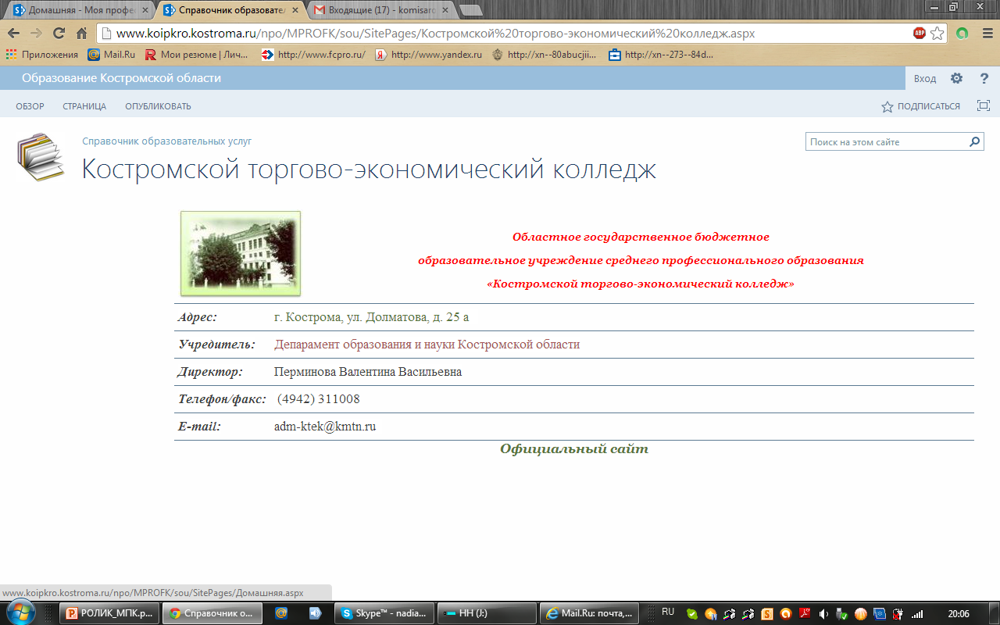 Домашняя - Моя профес
Справочник образовател
Входящие (17) - komisaro
www.koipkro.kostroma.ru/npo/MPROFK/sou/SitePages/Костромской%20торгово-экономический%20колледж.aspx
ABP
Приложения Mail.Ru Мои резюме | Лич... http://www.fcpro.ru/ http://www.yandex.ru http://xn--80abucjii... http://xn--273--84d...
Образование Костромской области
Вход
ОБЗОР СТРАНИЦА ОПУБЛИКОВАТЬ
ПОДПИСАТЬСЯ
Справочник образовательных услуг
Поиск на этом сайте
Костромской торгово-экономический колледж
Областное государственное бюджетное
образовательное учреждение среднего профессионального образования
«Костромской торгово-экономический колледж»
Адрес: г. Кострома, ул. Долматова, д. 25 а
Учредитель: Депарамент образования и науки Костромской области
Директор: Перминова Валентина Васильевна
Телефон/факс: (4942) 311008
E-mail: adm-ktek@kmtn.ru
Официальный сайт
www.koipkro.kostroma.ru/npo/MPROFK/sou/SitePages/Домашняя.aspx
РОЛИК_МПК.p... Справочник о... Skype™ - nadia... HH (J:) Mail.Ru: почта,... RU 20:06